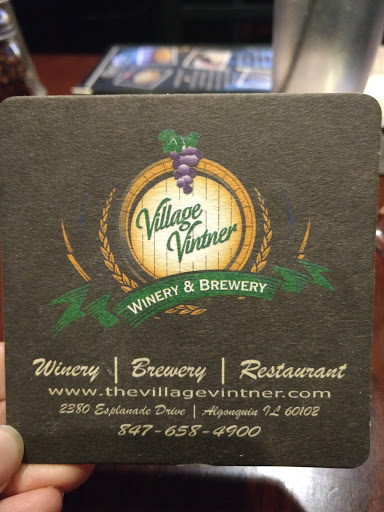 Village
Vintner
WINERY & BREWERY
Winery | Brewery | Restaurant
www.thevillagevintner.com
2380 Esplanade Drive | Algonquin IL 60102
847-658-4900